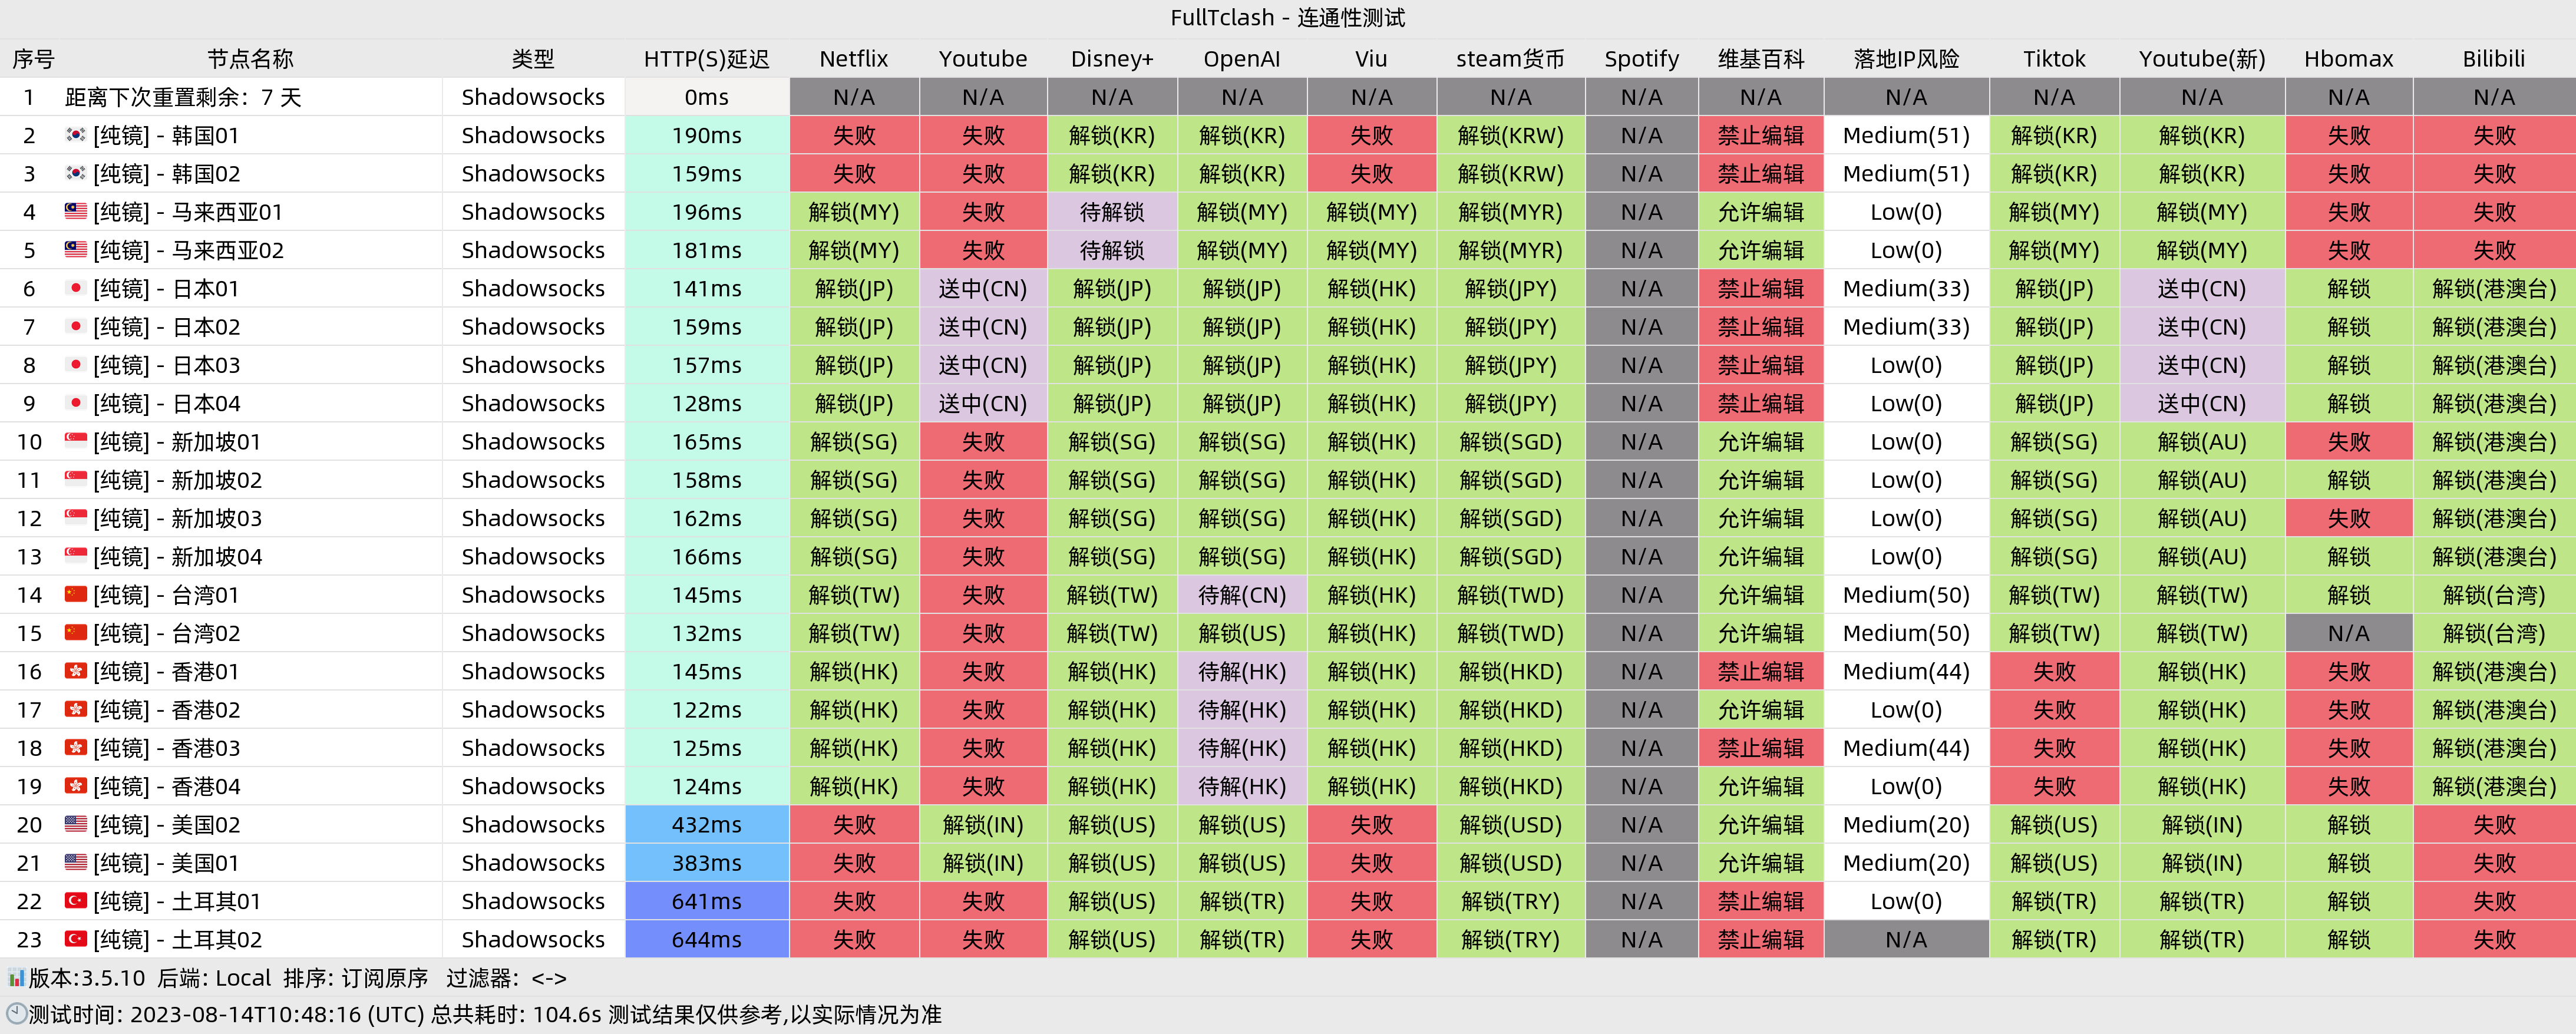 FullTclash - 连通性测试
序号 节点名称 类型 HTTP(S)延迟 Netflix Youtube Disney+ OpenAI Viu steam货币 Spotify 维基百科 落地IP风险 Tiktok Youtube(新) Hbomax Bilibili
1 距离下次重置剩余：7 天 Shadowsocks 0ms N/A N/A N/A N/A N/A N/A N/A N/A N/A N/A N/A N/A N/A
2 [纯镜] - 韩国01 Shadowsocks 190ms 失败 失败 解锁(KR) 解锁(KR) 失败 解锁(KRW) N/A 禁止编辑 Medium(51) 解锁(KR) 解锁(KR) 失败 失败
3 [纯镜] - 韩国02 Shadowsocks 159ms 失败 失败 解锁(KR) 解锁(KR) 失败 解锁(KRW) N/A 禁止编辑 Medium(51) 解锁(KR) 解锁(KR) 失败 失败
4 [纯镜] - 马来西亚01 Shadowsocks 196ms 解锁(MY) 失败 待解锁 解锁(MY) 解锁(MY) 解锁(MYR) N/A 允许编辑 Low(0) 解锁(MY) 解锁(MY) 失败 失败
5 [纯镜] - 马来西亚02 Shadowsocks 181ms 解锁(MY) 失败 待解锁 解锁(MY) 解锁(MY) 解锁(MYR) N/A 允许编辑 Low(0) 解锁(MY) 解锁(MY) 失败 失败
6 [纯镜] - 日本01 Shadowsocks 141ms 解锁(JP) 送中(CN) 解锁(JP) 解锁(JP) 解锁(HK) 解锁(JPY) N/A 禁止编辑 Medium(33) 解锁(JP) 送中(CN) 解锁 解锁(港澳台)
7 [纯镜] - 日本02 Shadowsocks 159ms 解锁(JP) 送中(CN) 解锁(JP) 解锁(JP) 解锁(HK) 解锁(JPY) N/A 禁止编辑 Medium(33) 解锁(JP) 送中(CN) 解锁 解锁(港澳台)
8 [纯镜] - 日本03 Shadowsocks 157ms 解锁(JP) 送中(CN) 解锁(JP) 解锁(JP) 解锁(HK) 解锁(JPY) N/A 禁止编辑 Low(0) 解锁(JP) 送中(CN) 解锁 解锁(港澳台)
9 [纯镜] - 日本04 Shadowsocks 128ms 解锁(JP) 送中(CN) 解锁(JP) 解锁(JP) 解锁(HK) 解锁(JPY) N/A 禁止编辑 Low(0) 解锁(JP) 送中(CN) 解锁 解锁(港澳台)
10 [纯镜] - 新加坡01 Shadowsocks 165ms 解锁(SG) 失败 解锁(SG) 解锁(SG) 解锁(HK) 解锁(SGD) N/A 允许编辑 Low(0) 解锁(SG) 解锁(AU) 失败 解锁(港澳台)
11 [纯镜] - 新加坡02 Shadowsocks 158ms 解锁(SG) 失败 解锁(SG) 解锁(SG) 解锁(HK) 解锁(SGD) N/A 允许编辑 Low(0) 解锁(SG) 解锁(AU) 解锁 解锁(港澳台)
12 [纯镜] - 新加坡03 Shadowsocks 162ms 解锁(SG) 失败 解锁(SG) 解锁(SG) 解锁(HK) 解锁(SGD) N/A 允许编辑 Low(0) 解锁(SG) 解锁(AU) 失败 解锁(港澳台)
13 [纯镜] - 新加坡04 Shadowsocks 166ms 解锁(SG) 失败 解锁(SG) 解锁(SG) 解锁(HK) 解锁(SGD) N/A 允许编辑 Low(0) 解锁(SG) 解锁(AU) 解锁 解锁(港澳台)
14 [纯镜] - 台湾01 Shadowsocks 145ms 解锁(TW) 失败 解锁(TW) 待解(CN) 解锁(HK) 解锁(TWD) N/A 允许编辑 Medium(50) 解锁(TW) 解锁(TW) 解锁 解锁(台湾)
15 [纯镜] - 台湾02 Shadowsocks 132ms 解锁(TW) 失败 解锁(TW) 解锁(US) 解锁(HK) 解锁(TWD) N/A 允许编辑 Medium(50) 解锁(TW) 解锁(TW) N/A 解锁(台湾)
16 [纯镜] - 香港01 Shadowsocks 145ms 解锁(HK) 失败 解锁(HK) 待解(HK) 解锁(HK) 解锁(HKD) N/A 禁止编辑 Medium(44) 失败 解锁(HK) 失败 解锁(港澳台)
17 [纯镜] - 香港02 Shadowsocks 122ms 解锁(HK) 失败 解锁(HK) 待解(HK) 解锁(HK) 解锁(HKD) N/A 允许编辑 Low(0) 失败 解锁(HK) 失败 解锁(港澳台)
18 [纯镜] - 香港03 Shadowsocks 125ms 解锁(HK) 失败 解锁(HK) 待解(HK) 解锁(HK) 解锁(HKD) N/A 禁止编辑 Medium(44) 失败 解锁(HK) 失败 解锁(港澳台)
19 [纯镜] - 香港04 Shadowsocks 124ms 解锁(HK) 失败 解锁(HK) 待解(HK) 解锁(HK) 解锁(HKD) N/A 允许编辑 Low(0) 失败 解锁(HK) 失败 解锁(港澳台)
20 [纯镜] - 美国02 Shadowsocks 432ms 失败 解锁(IN) 解锁(US) 解锁(US) 失败 解锁(USD) N/A 允许编辑 Medium(20) 解锁(US) 解锁(IN) 解锁 失败
21 [纯镜] - 美国01 Shadowsocks 383ms 失败 解锁(IN) 解锁(US) 解锁(US) 失败 解锁(USD) N/A 允许编辑 Medium(20) 解锁(US) 解锁(IN) 解锁 失败
22 [纯镜] - 土耳其01 Shadowsocks 641ms 失败 失败 解锁(US) 解锁(TR) 失败 解锁(TRY) N/A 禁止编辑 Low(0) 解锁(TR) 解锁(TR) 解锁 失败
23 [纯镜] - 土耳其02 Shadowsocks 644ms 失败 失败 解锁(US) 解锁(TR) 失败 解锁(TRY) N/A 禁止编辑 N/A 解锁(TR) 解锁(TR) 解锁 失败
版本:3.5.10 后端: Local 排序: 订阅原序 过滤器: <->
测试时间: 2023-08-14T10:48:16 (UTC) 总共耗时: 104.6s 测试结果仅供参考,以实际情况为准